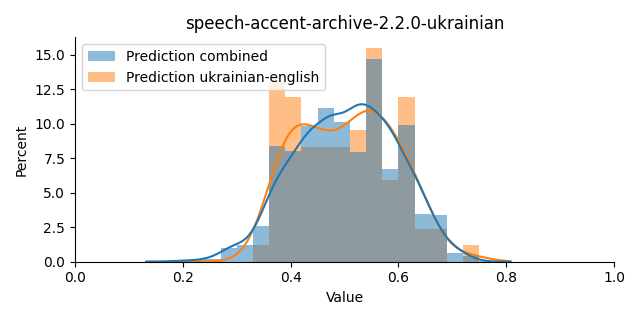 speech-accent-archive-2.2.0-ukrainian
Prediction combined
Prediction ukrainian-english
Percent
15.0
12.5
10.0
7.5
5.0
2.5
0.0
0.0 0.2 0.4 0.6 0.8 1.0
Value